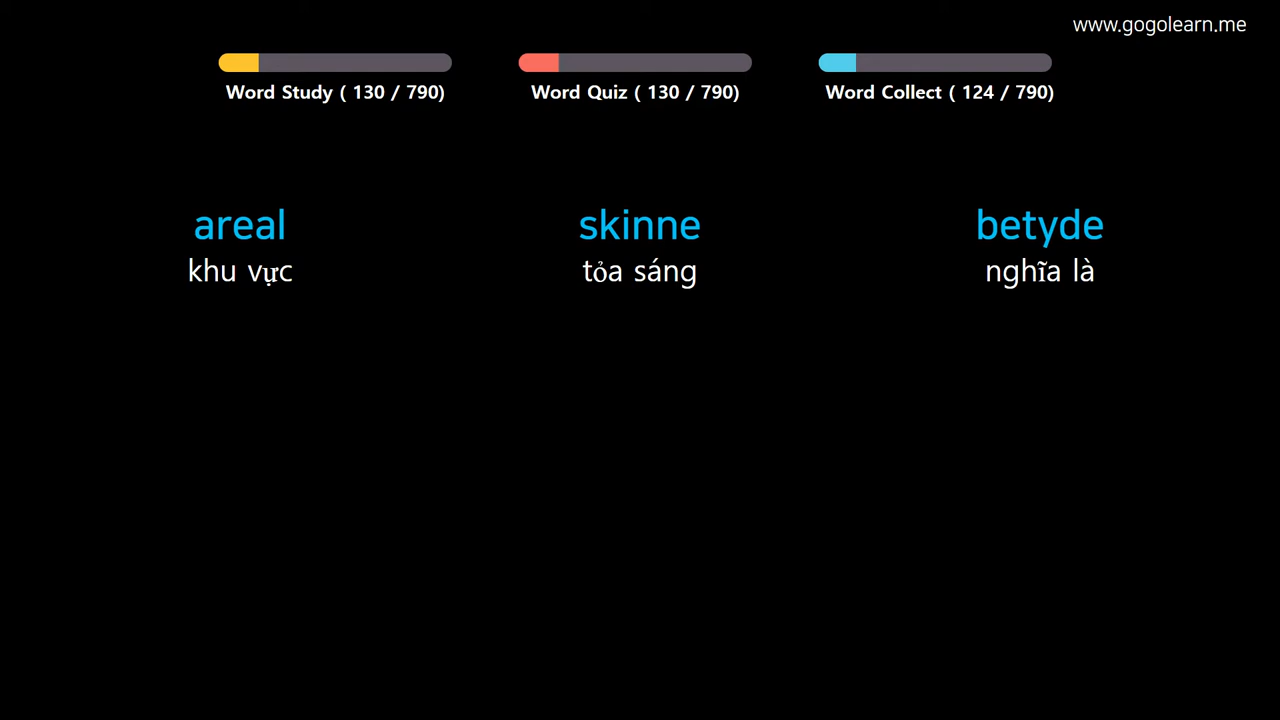 www.gogolearn.me
Word Study ( 130 / 790)
Word Quiz ( 130 / 790)
Word Collect ( 124 / 790)
areal
khu vực
skinne
tỏa sáng
betyde
nghĩa là